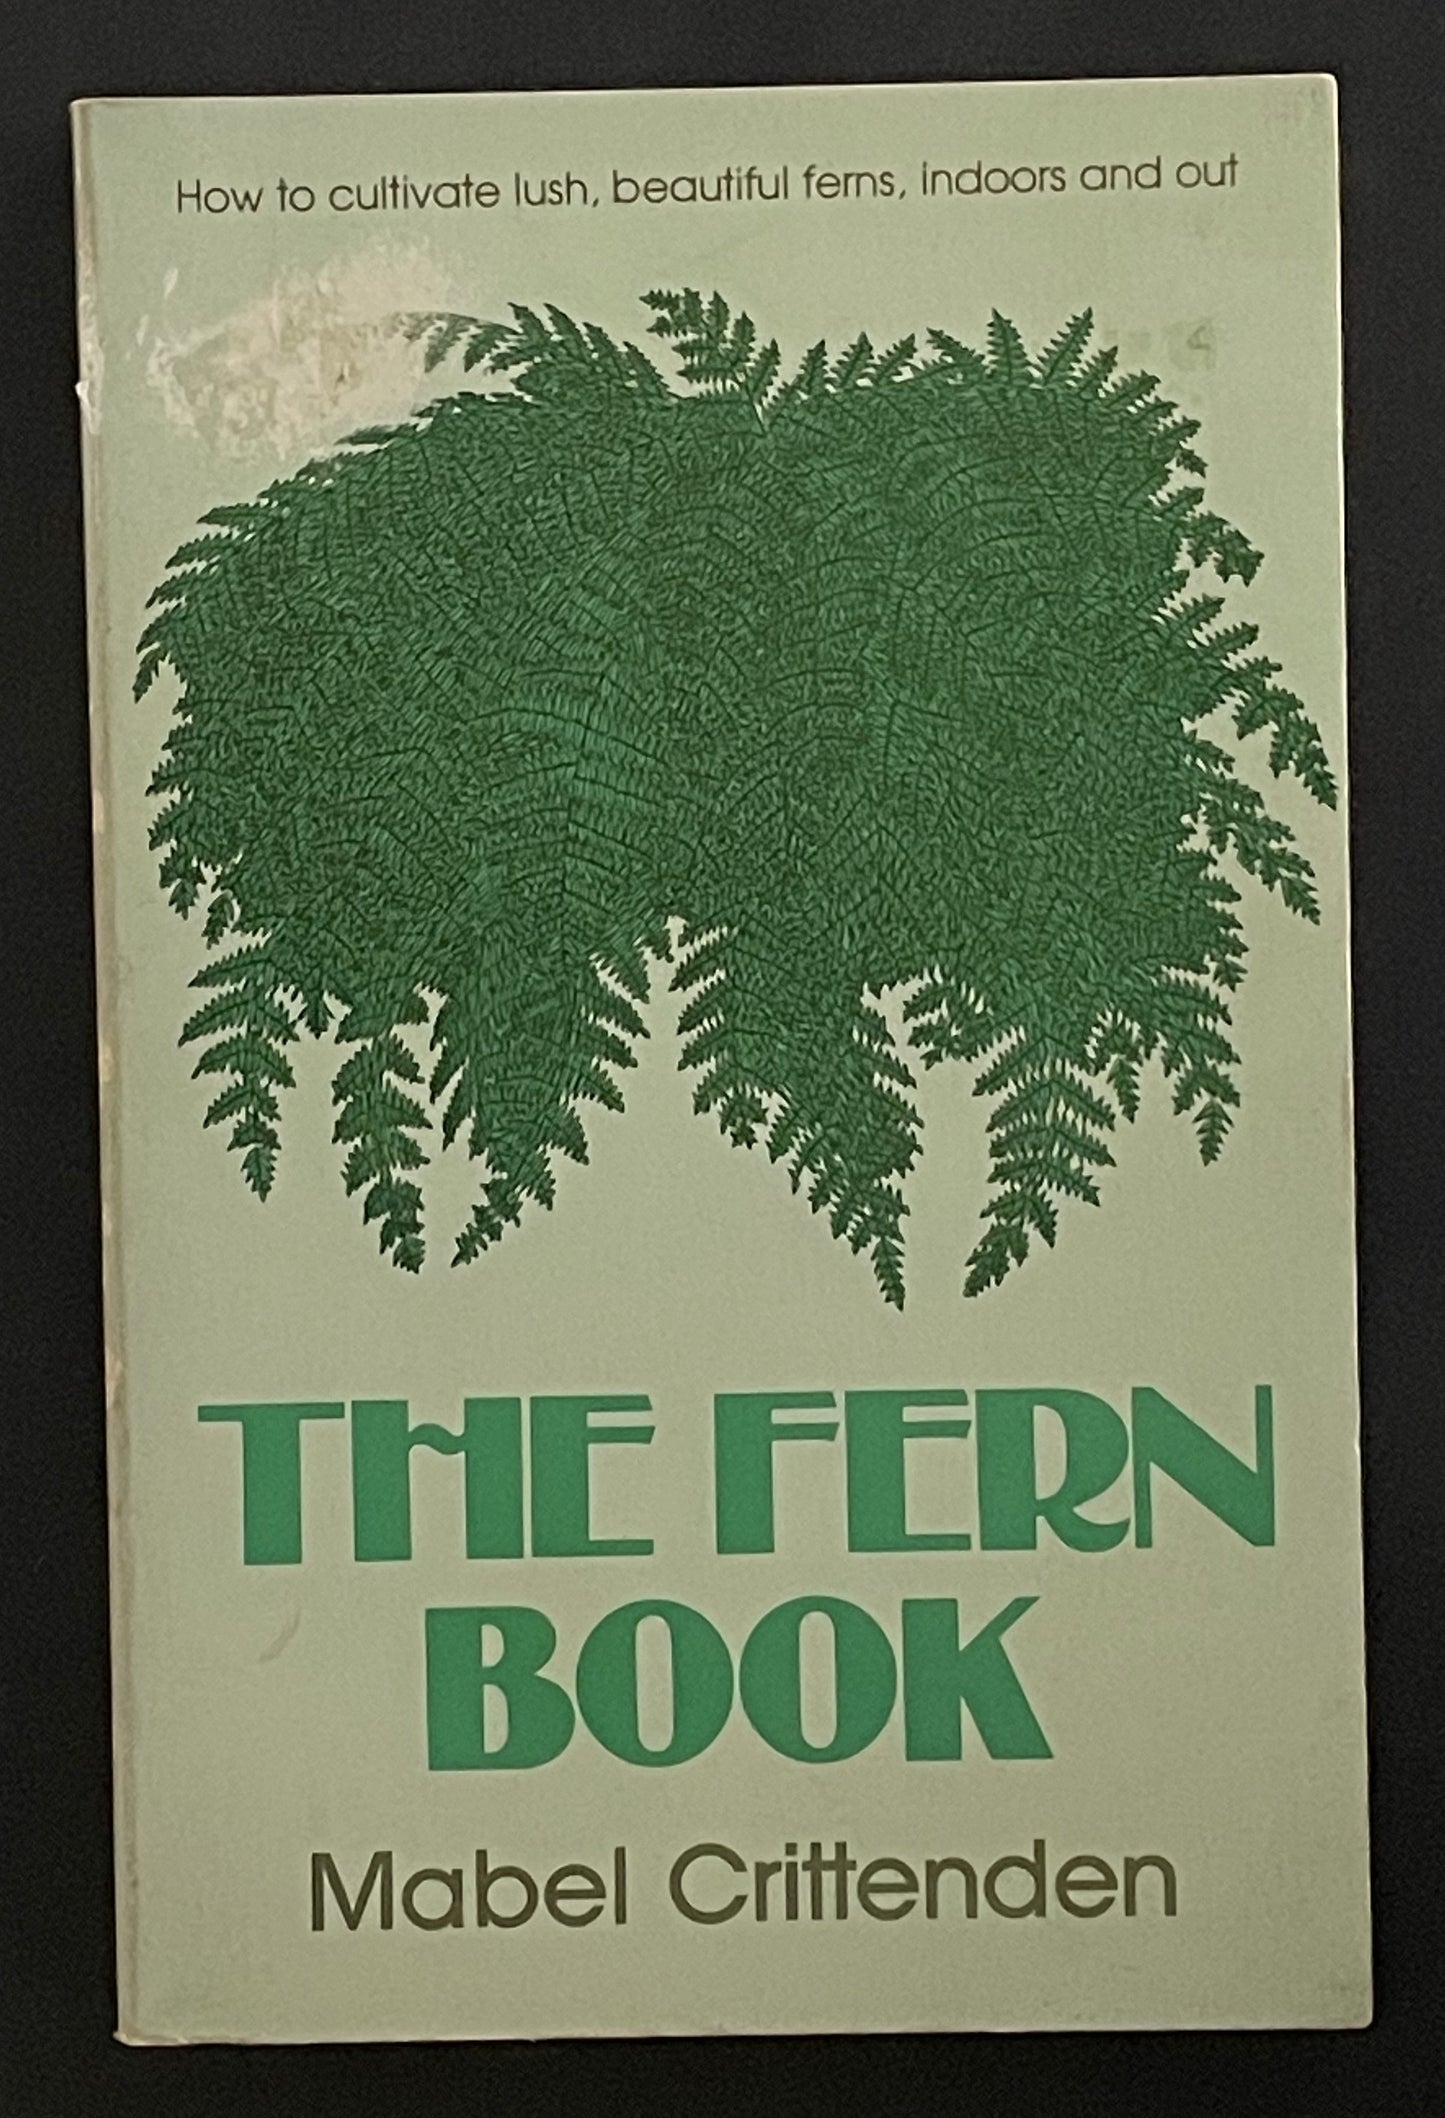 How to cultivate lush, beautiful ferns, indoors and out
THE FERN
BOOK
Mabel Crittenden